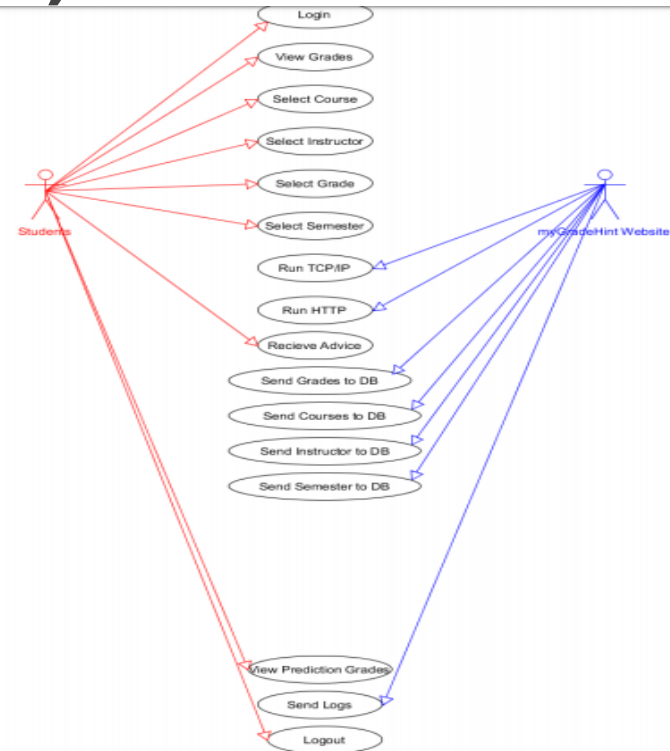 Login
View Grades
Select Course
Select Instructor
Select Grade
Students
Select Semester
myGradeHint Website
Run TCP/IP
Run HTTP
Recieve Advice
Send Grades to DB
Send Courses to DB
Send Instructor to DB
Send Semester to DB
View Prediction Grades
Send Logs
Logout